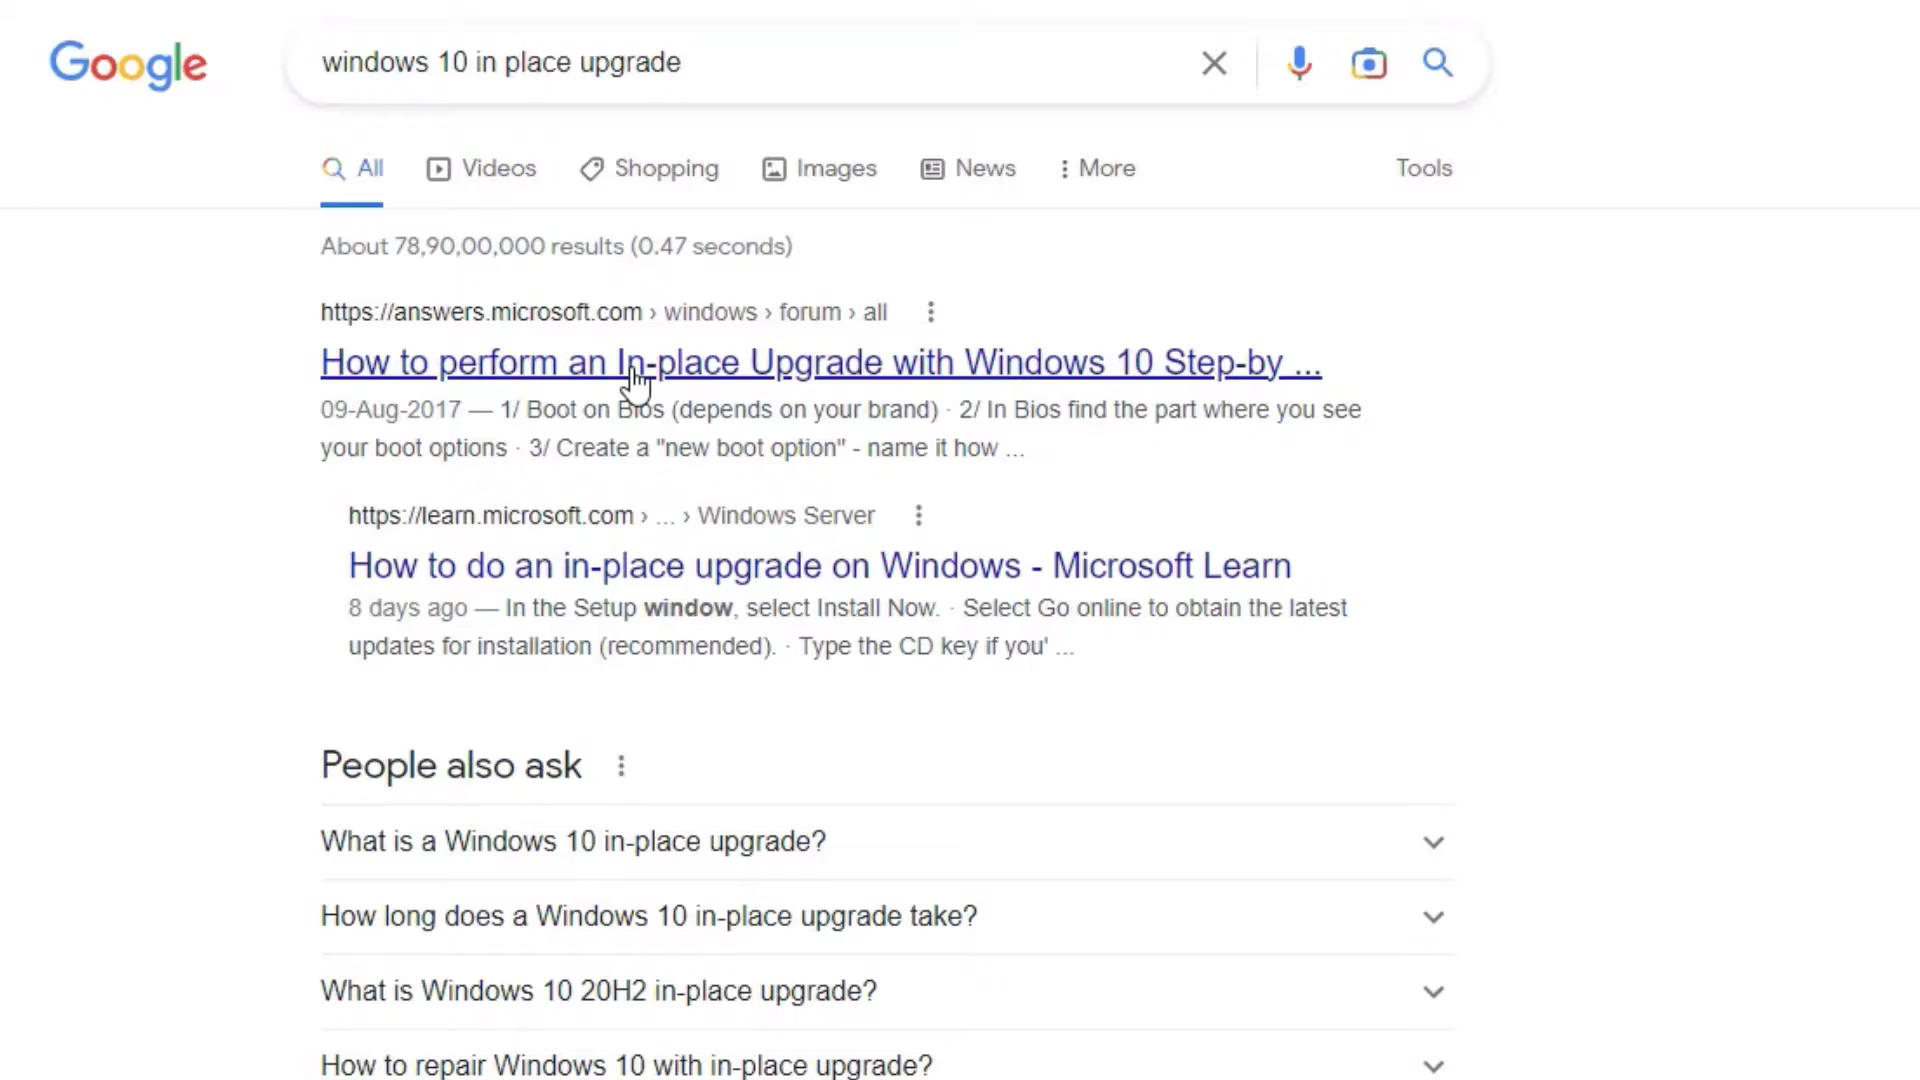 Google
windows 10 in place upgrade
All Videos Shopping Images News More Tools
About 78,90,00,000 results (0.47 seconds)
https://answers.microsoft.com › windows › forum › all
How to perform an In-place Upgrade with Windows 10 Step-by ...
09-Aug-2017 — 1/ Boot on Bios (depends on your brand) · 2/ In Bios find the part where you see
your boot options · 3/ Create a "new boot option" - name it how ...
https://learn.microsoft.com › ... › Windows Server
How to do an in-place upgrade on Windows - Microsoft Learn
8 days ago — In the Setup window, select Install Now. · Select Go online to obtain the latest
updates for installation (recommended). · Type the CD key if you' ...
People also ask
What is a Windows 10 in-place upgrade?
How long does a Windows 10 in-place upgrade take?
What is Windows 10 20H2 in-place upgrade?
How to repair Windows 10 with in-place upgrade?